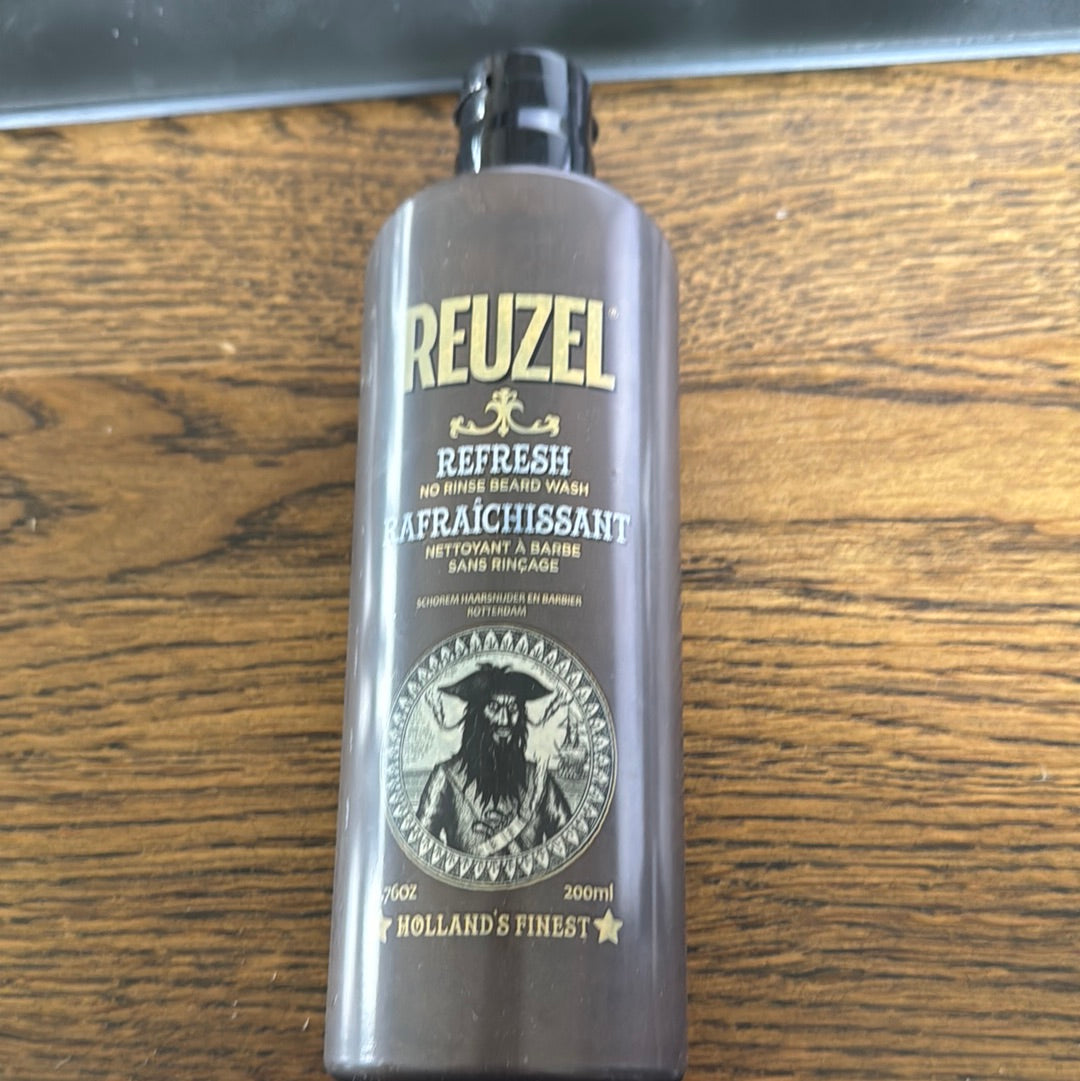 REUZEL®
REFRESH
NO RINSE BEARD WASH
RAFRAÎCHISSANT
NETTOYANT À BARBE
SANS RINÇAGE
SCHOREM HAARSNIJDER EN BARBIER
ROTTERDAM
200ml
HOLLAND'S FINEST